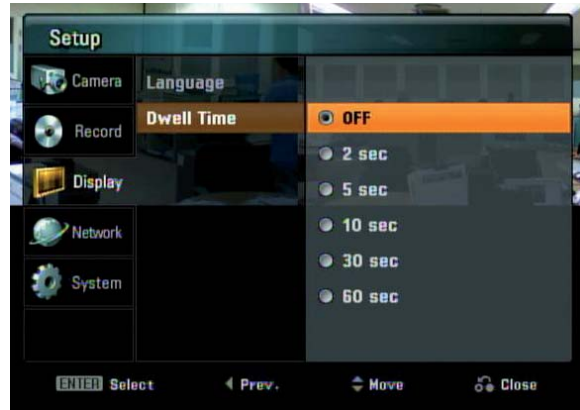 Setup
Camera
Record
Display
Network
System
Language
Dwell Time
OFF
2 sec
5 sec
10 sec
30 sec
60 sec
ENTER Select
Prev.
Move
Close